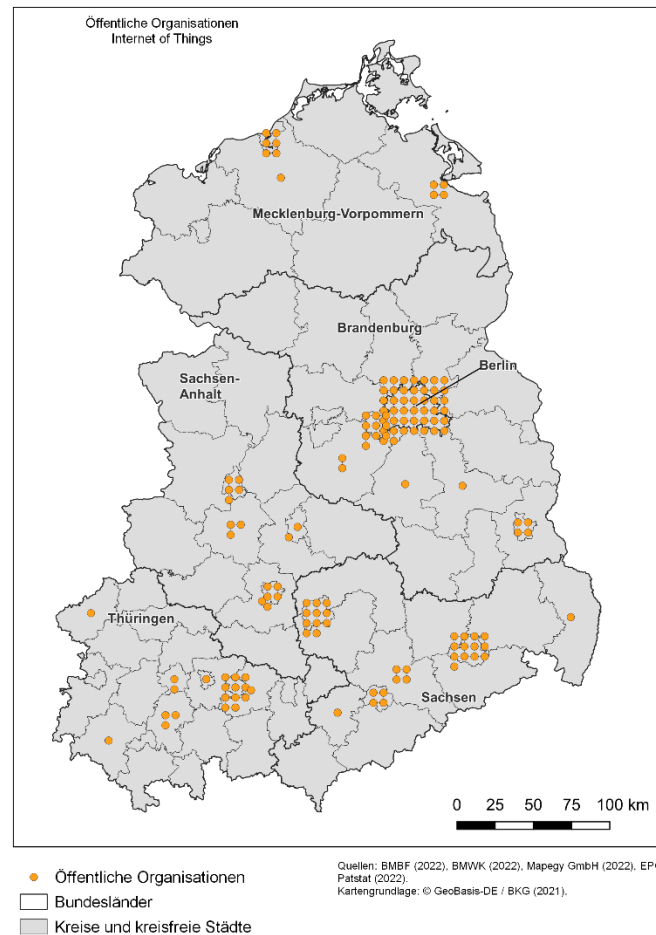 Öffentliche Organisationen
Internet of Things
Mecklenburg-Vorpommern
Brandenburg
Berlin
Sachsen-
Anhalt
Thüringen
Sachsen
0 25 50 75 100 km
Öffentliche Organisationen
Bundesländer
Kreise und kreisfreie Städte
Quellen: BMBF (2022), BMWK (2022), Mapegy GmbH (2022), EPO
Patstat (2022).
Kartengrundlage: © GeoBasis-DE / BKG (2021).